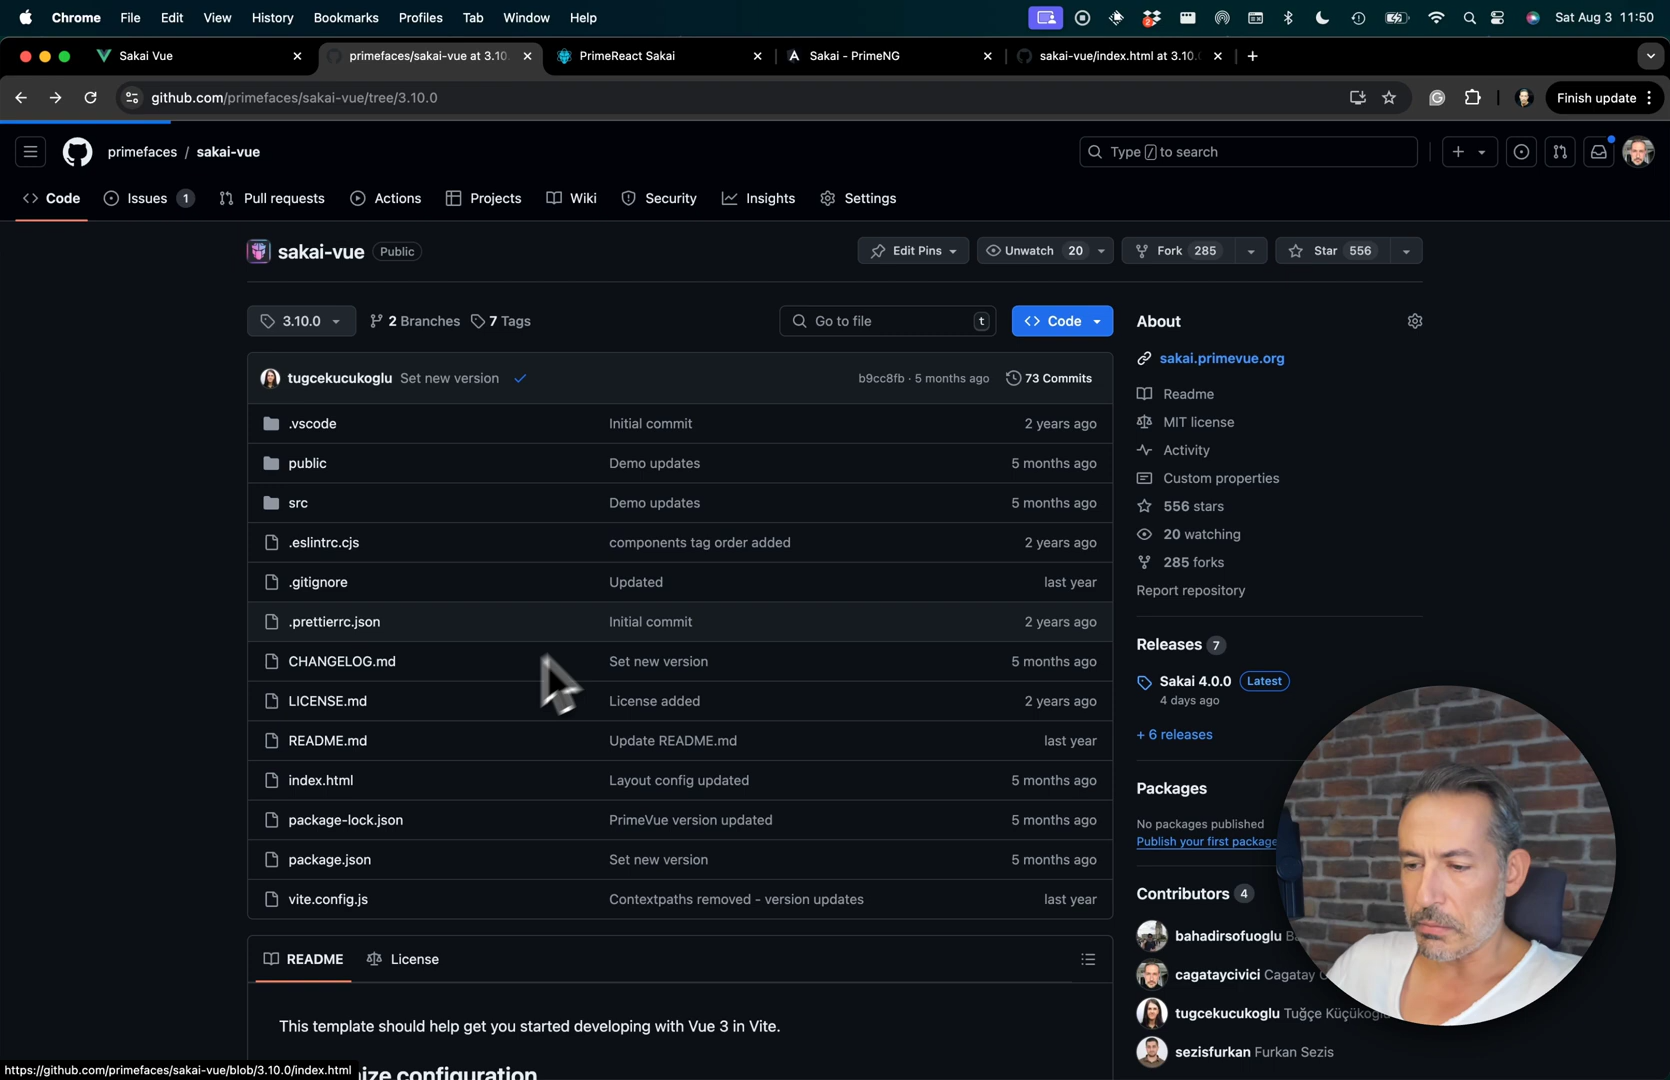 Chrome File Edit View History Bookmarks Profiles Tab Window Help Sat Aug 3 11:50
Sakai Vue primefaces/sakai-vue at 3.10. PrimeReact Sakai Sakai - PrimeNG sakai-vue/index.html at 3.10.
github.com/primefaces/sakai-vue/tree/3.10.0 Finish update
primefaces / sakai-vue Type / to search
Code Issues 1 Pull requests Actions Projects Wiki Security Insights Settings
sakai-vue Public Edit Pins Unwatch 20 Fork 285 Star 556
3.10.0 2 Branches 7 Tags Go to file t Code
tugcekucukoglu Set new version b9cc8fb · 5 months ago 73 Commits
.vscode Initial commit 2 years ago
public Demo updates 5 months ago
src Demo updates 5 months ago
.eslintrc.cjs components tag order added 2 years ago
.gitignore Updated last year
.prettierrc.json Initial commit 2 years ago
CHANGELOG.md Set new version 5 months ago
LICENSE.md License added 2 years ago
README.md Update README.md last year
index.html Layout config updated 5 months ago
package-lock.json PrimeVue version updated 5 months ago
package.json Set new version 5 months ago
vite.config.js Contextpaths removed - version updates last year
README License
This template should help get you started developing with Vue 3 in Vite.
ize configuration
https://github.com/primefaces/sakai-vue/blob/3.10.0/index.html
About
sakai.primevue.org
Readme
MIT license
Activity
Custom properties
556 stars
20 watching
285 forks
Report repository
Releases 7
Sakai 4.0.0 Latest
4 days ago
+ 6 releases
Packages
No packages published
Publish your first package
Contributors 4
bahadirsofuoglu
cagataycivici Cagatay
tugcekucukoglu Tuğçe Küçükoğl
sezisfurkan Furkan Sezis